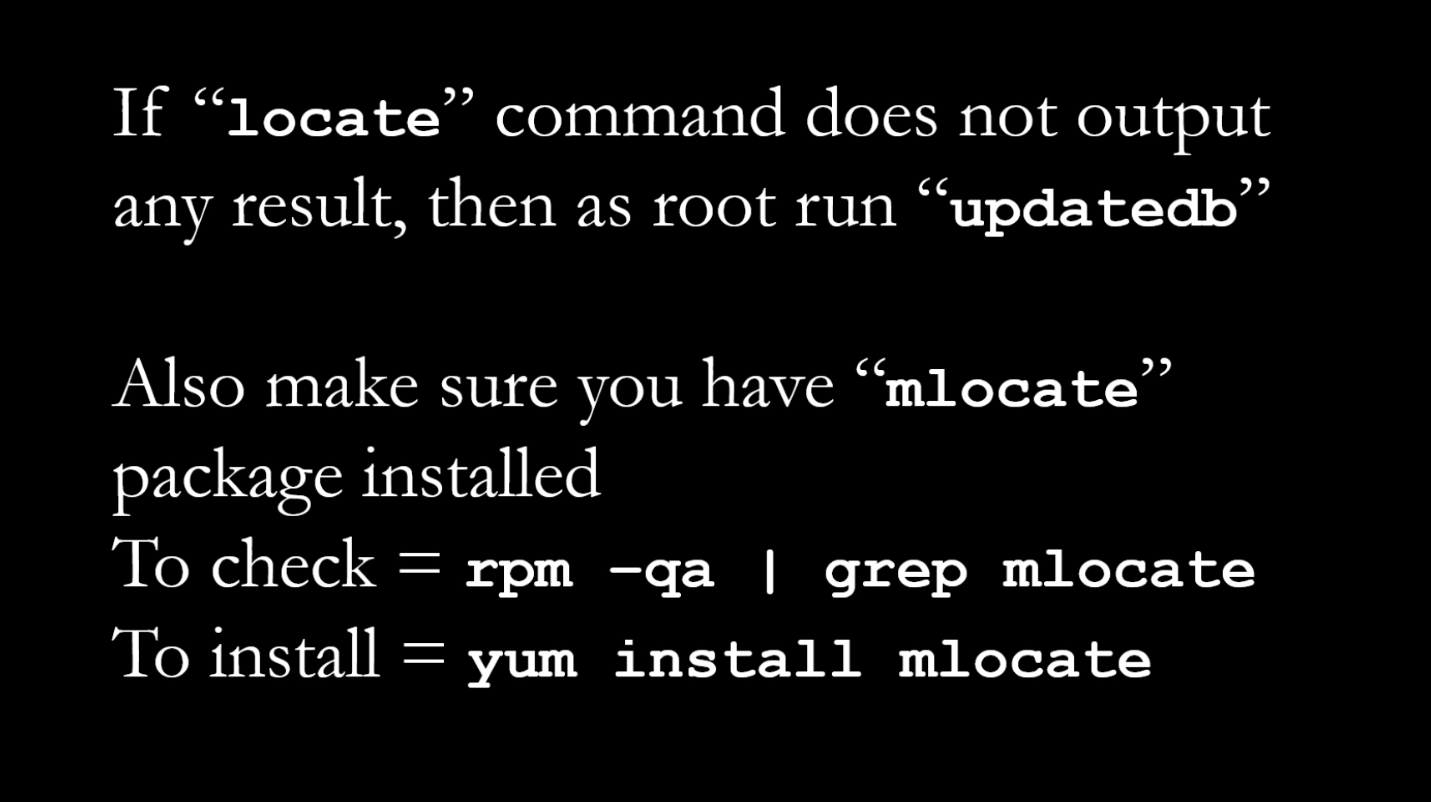 If “locate” command does not output
any result, then as root run “updatedb”
Also make sure you have “mlocate”
package installed
To check = rpm –qa | grep mlocate
To install = yum install mlocate